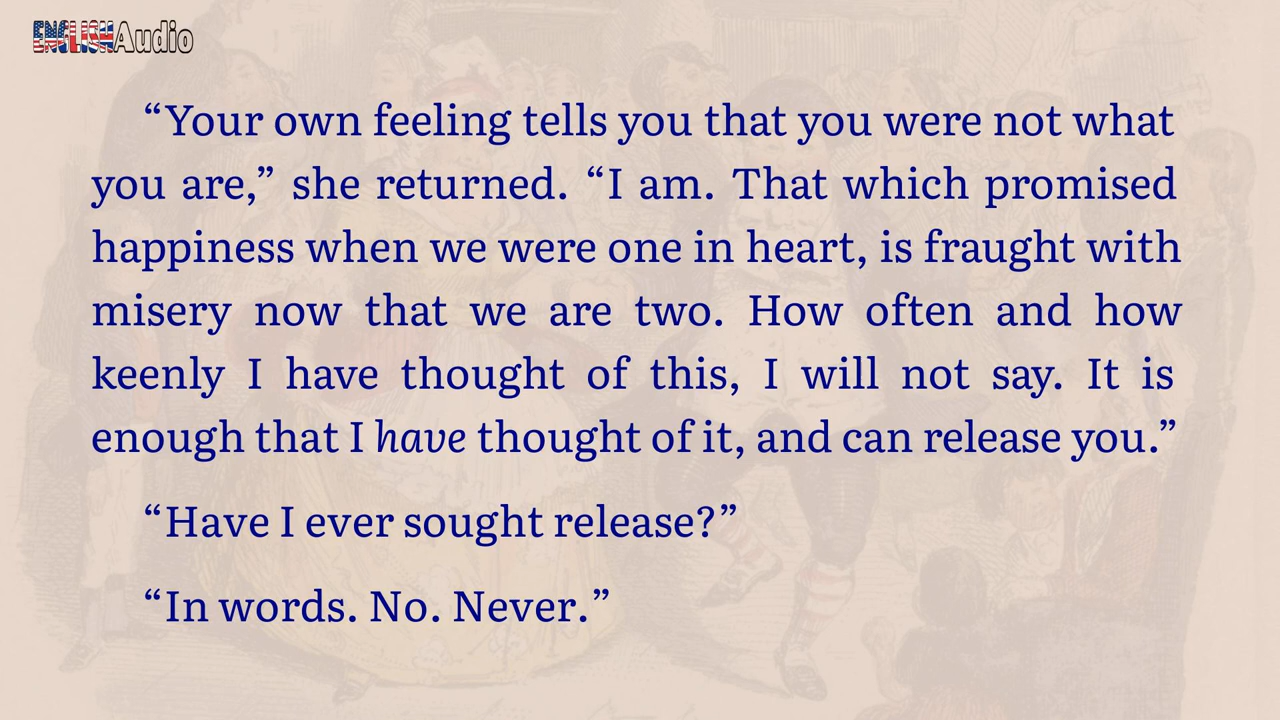 ENGLISHAudio
“Your own feeling tells you that you were not what
you are,” she returned. “I am. That which promised
happiness when we were one in heart, is fraught with
misery now that we are two. How often and how
keenly I have thought of this, I will not say. It is
enough that I have thought of it, and can release you.”
“Have I ever sought release?”
“In words. No. Never.”